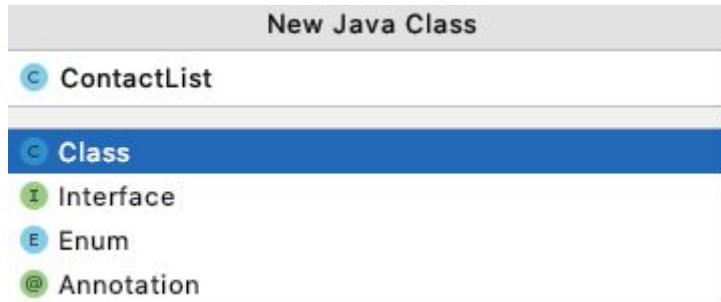 New Java Class
C ContactList
C Class
I Interface
E Enum
@ Annotation